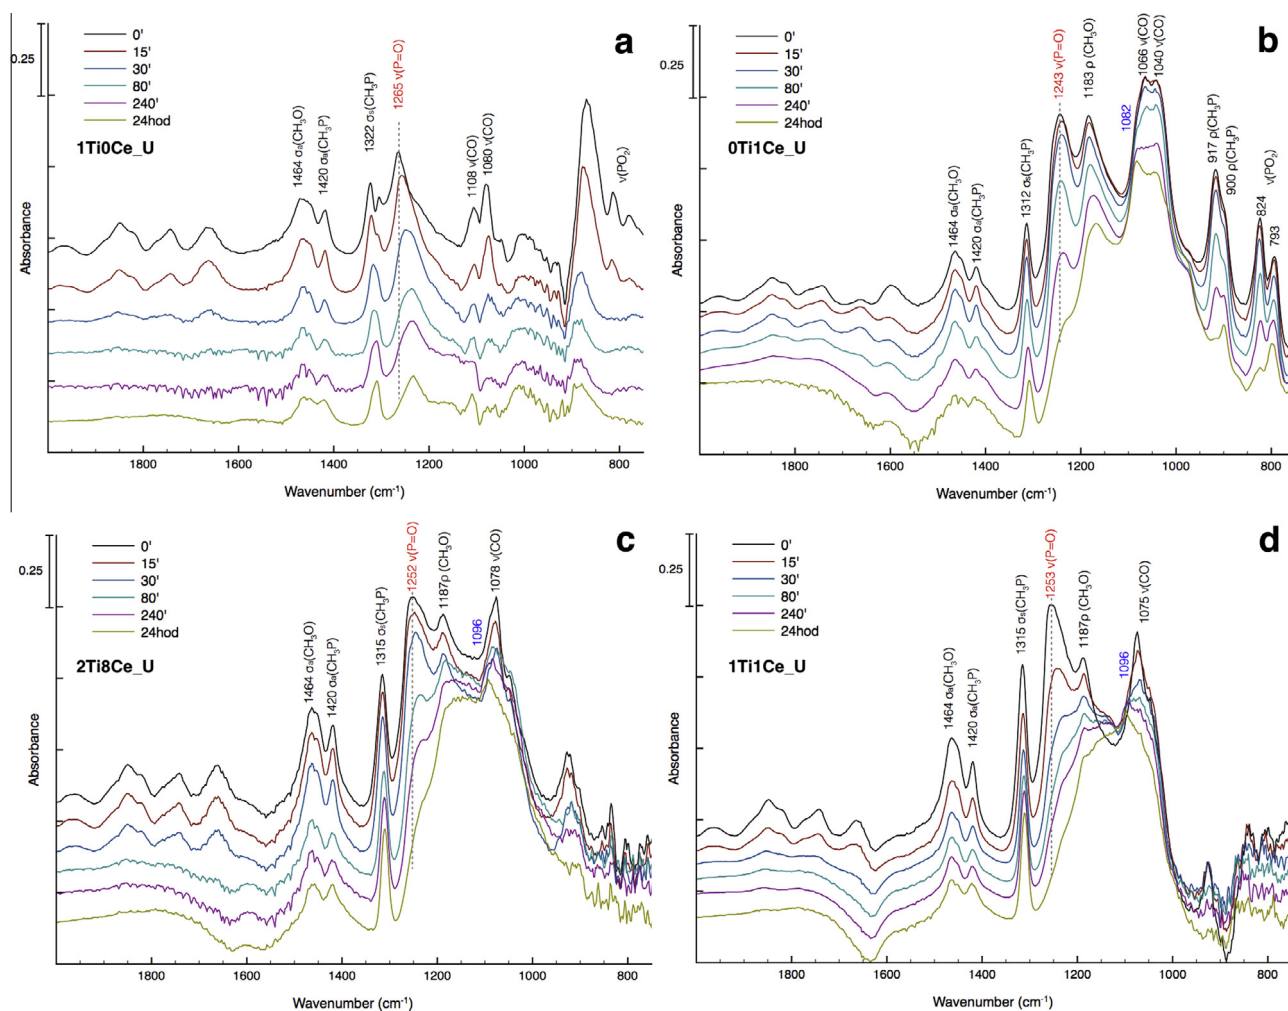 a
0.25
0'
15'
30'
80'
240'
24hod
1Ti0Ce_U
1464 σₐ(CH₃O)
1420 σₐ(CH₃P)
1322 σₛ(CH₃P)
1265 ν(P=O)
1108 ν(CO)
1080 ν(CO)
ν(PO₂)
Absorbance
1800
1600
1400
1200
1000
800
Wavenumber (cm⁻¹)
b
0.25
0'
15'
30'
80'
240'
24hod
0Ti1Ce_U
1464 σₐ(CH₃O)
1420 σₐ(CH₃P)
1312 σₛ(CH₃P)
1243 ν(P=O)
1183 ρ (CH₃O)
1082
1066 ν(CO)
1040 ν(CO)
917 ρ(CH₃P)
900 ρ(CH₃P)
824
ν(PO₂)
793
Absorbance
1800
1600
1400
1200
1000
800
Wavenumber (cm⁻¹)
c
0.25
0'
15'
30'
80'
240'
24hod
2Ti8Ce_U
1464 σₐ(CH₃O)
1420 σₐ(CH₃P)
1315 σₛ(CH₃P)
1252 ν(P=O)
1187ρ (CH₃O)
1096
1078 ν(CO)
Absorbance
1800
1600
1400
1200
1000
800
Wavenumber (cm⁻¹)
d
0.25
0'
15'
30'
80'
240'
24hod
1Ti1Ce_U
1464 σₐ(CH₃O)
1420 σₐ(CH₃P)
1315 σₛ(CH₃P)
1253 ν(P=O)
1187ρ (CH₃O)
1096
1075 ν(CO)
Absorbance
1800
1600
1400
1200
1000
800
Wavenumber (cm⁻¹)